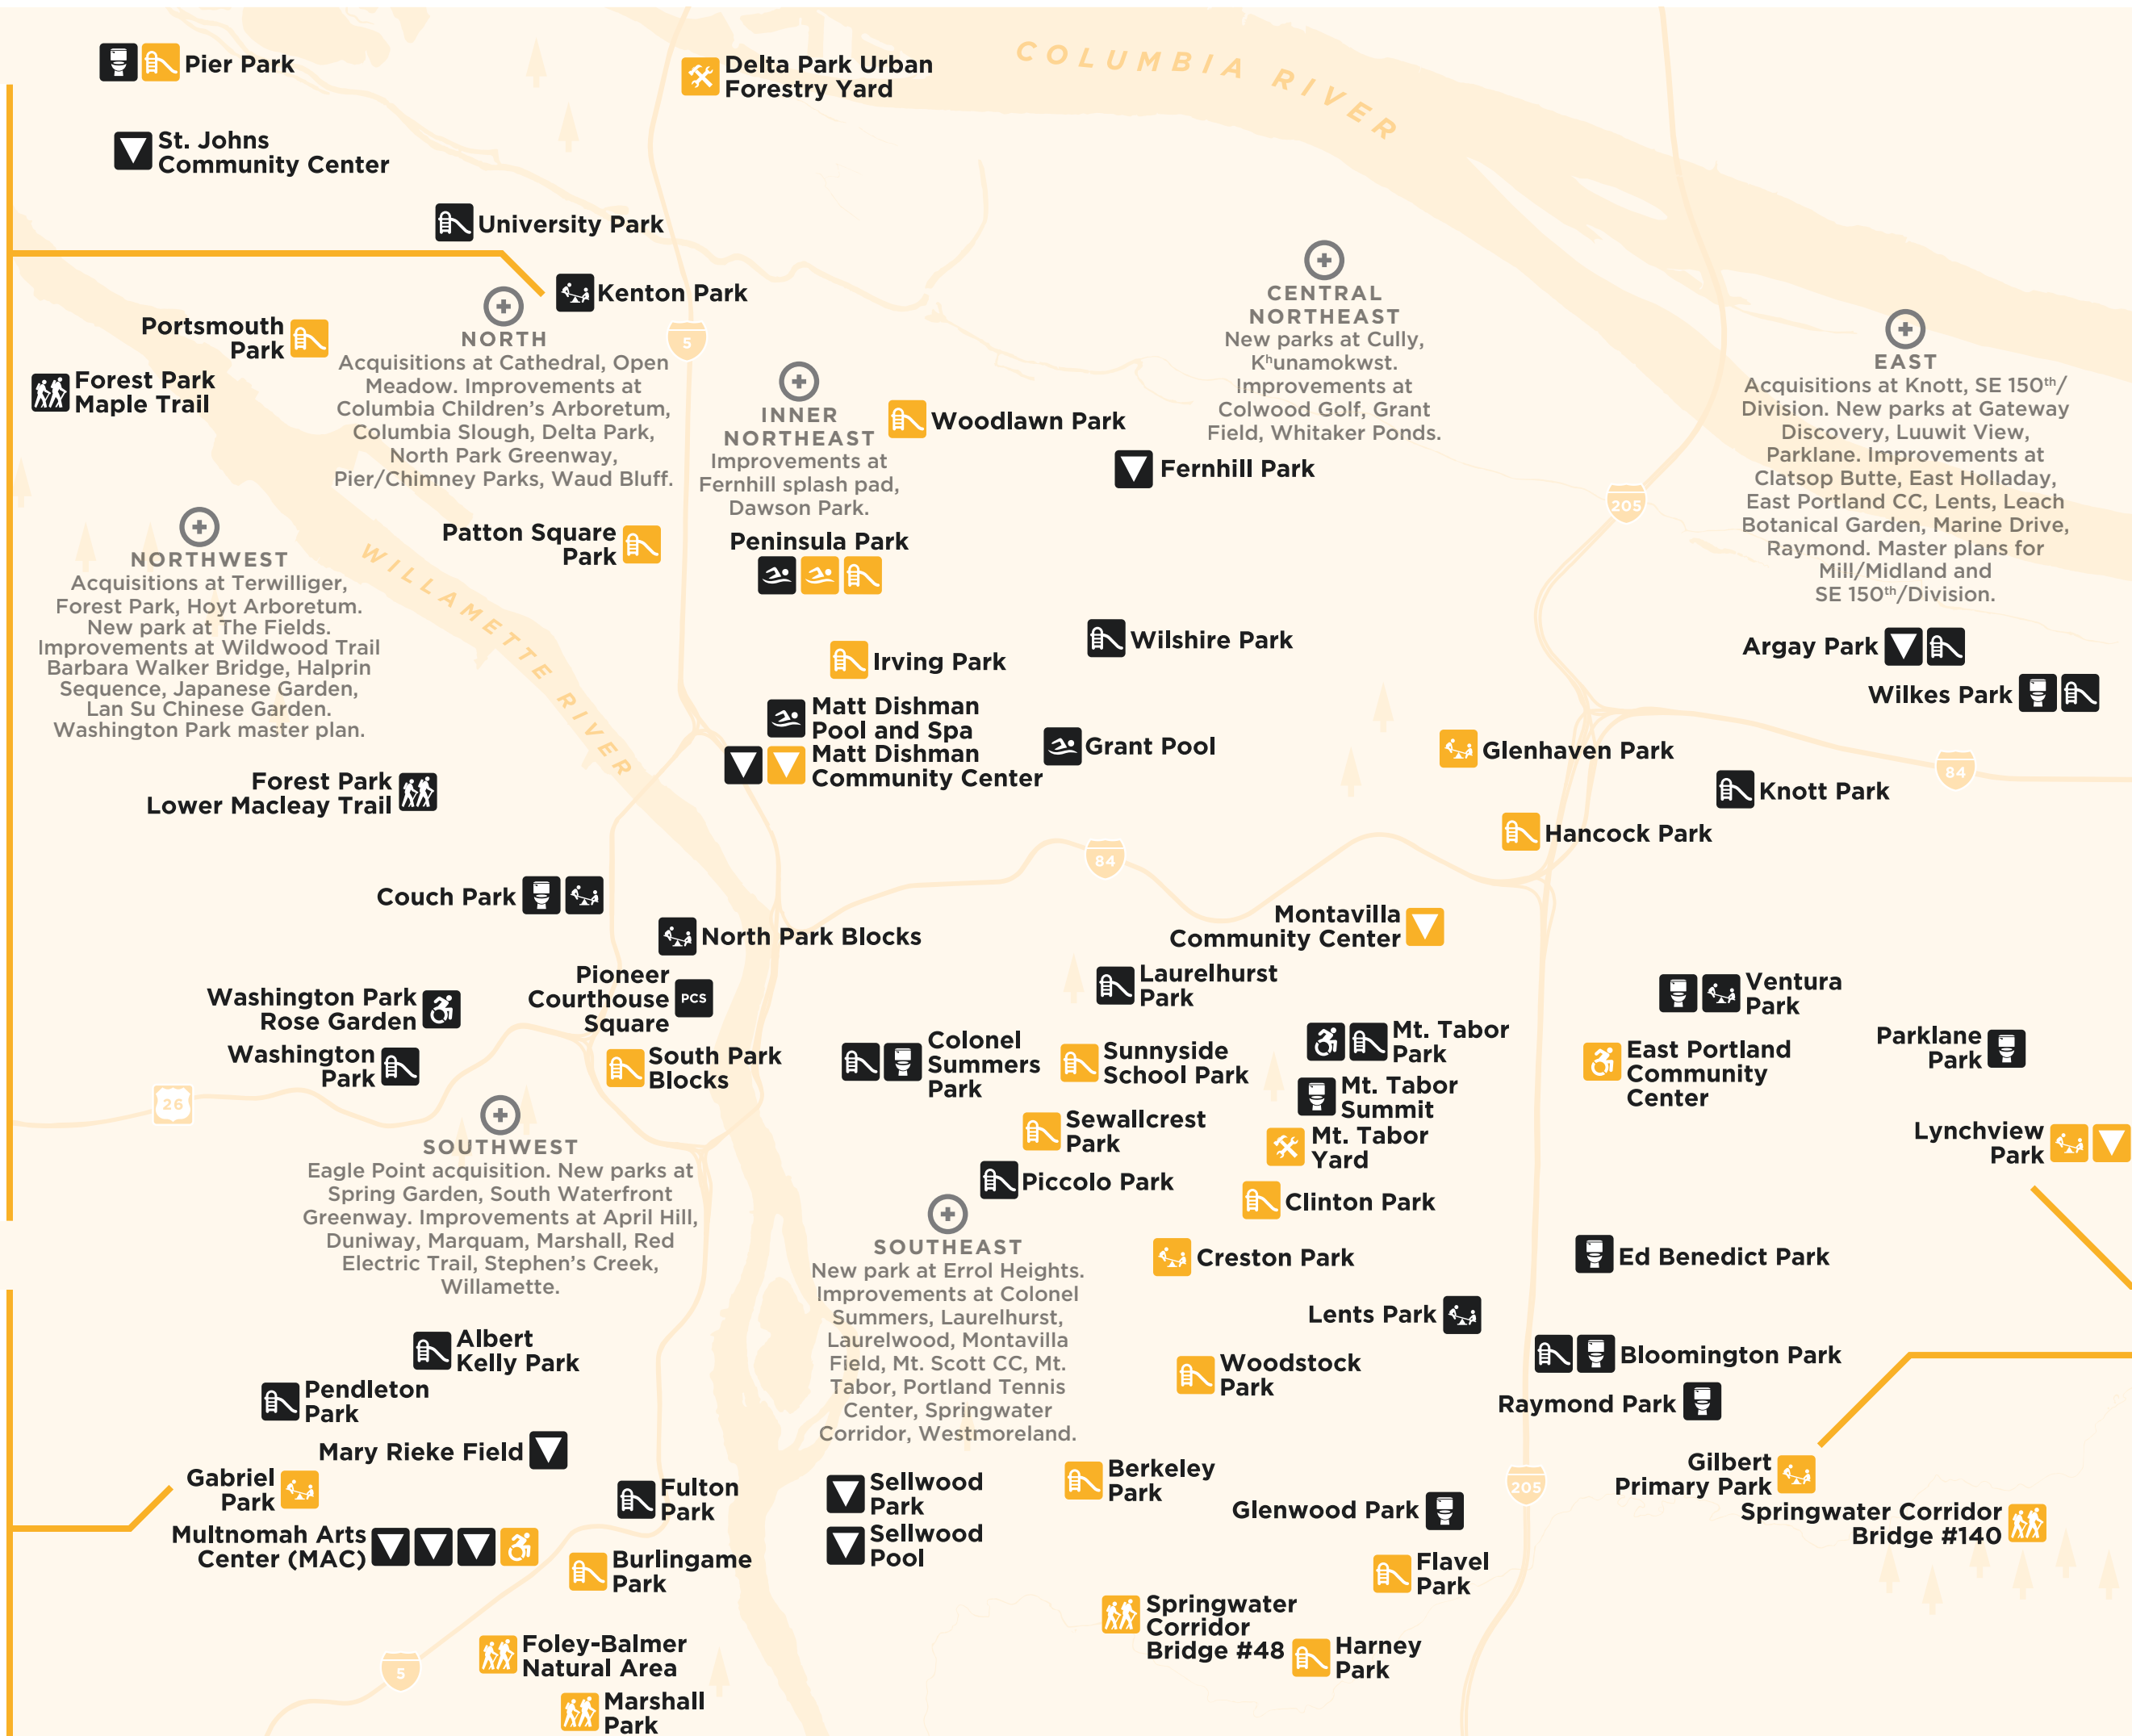 Pier Park
Delta Park Urban
Forestry Yard
COLUMBIA RIVER
St. Johns
Community Center
University Park
Kenton Park
Portsmouth
Park
Forest Park
Maple Trail
NORTH
Acquisitions at Cathedral, Open
Meadow. Improvements at
Columbia Children’s Arboretum,
Columbia Slough, Delta Park,
North Park Greenway,
Pier/Chimney Parks, Waud Bluff.
5
INNER
NORTHEAST
Improvements at
Fernhill splash pad,
Dawson Park.
Woodlawn Park
CENTRAL
NORTHEAST
New parks at Cully,
Kʰunamokwst.
Improvements at
Colwood Golf, Grant
Field, Whitaker Ponds.
Fernhill Park
205
EAST
Acquisitions at Knott, SE 150ᵗʰ/
Division. New parks at Gateway
Discovery, Luuwit View,
Parklane. Improvements at
Clatsop Butte, East Holladay,
East Portland CC, Lents, Leach
Botanical Garden, Marine Drive,
Raymond. Master plans for
Mill/Midland and
SE 150ᵗʰ/Division.
NORTHWEST
Acquisitions at Terwilliger,
Forest Park, Hoyt Arboretum.
New park at The Fields.
Improvements at Wildwood Trail
Barbara Walker Bridge, Halprin
Sequence, Japanese Garden,
Lan Su Chinese Garden.
Washington Park master plan.
WILLAMETTE RIVER
Patton Square
Park
Peninsula Park
Irving Park
Wilshire Park
Argay Park
Wilkes Park
Matt Dishman
Pool and Spa
Matt Dishman
Community Center
Grant Pool
Glenhaven Park
84
Knott Park
Forest Park
Lower Macleay Trail
Hancock Park
84
Couch Park
North Park Blocks
Montavilla
Community Center
Pioneer
Courthouse
Square
PCS
Laurelhurst
Park
Ventura
Park
Washington Park
Rose Garden
Washington
Park
South Park
Blocks
Colonel
Summers
Park
Sunnyside
School Park
Mt. Tabor
Park
Mt. Tabor
Summit
Mt. Tabor
Yard
East Portland
Community
Center
Parklane
Park
26
Sewallcrest
Park
Lynchview
Park
SOUTHWEST
Eagle Point acquisition. New parks at
Spring Garden, South Waterfront
Greenway. Improvements at April Hill,
Duniway, Marquam, Marshall, Red
Electric Trail, Stephen’s Creek,
Willamette.
Piccolo Park
Clinton Park
SOUTHEAST
New park at Errol Heights.
Improvements at Colonel
Summers, Laurelhurst,
Laurelwood, Montavilla
Field, Mt. Scott CC, Mt.
Tabor, Portland Tennis
Center, Springwater
Corridor, Westmoreland.
Creston Park
Ed Benedict Park
Lents Park
Albert
Kelly Park
Woodstock
Park
Bloomington Park
Pendleton
Park
Raymond Park
Mary Rieke Field
Gabriel
Park
Fulton
Park
Sellwood
Park
Berkeley
Park
Glenwood Park
205
Gilbert
Primary Park
Springwater Corridor
Bridge #140
Multnomah Arts
Center (MAC)
Sellwood
Pool
Burlingame
Park
Flavel
Park
Springwater
Corridor
Bridge #48
Foley-Balmer
Natural Area
Harney
Park
5
Marshall
Park